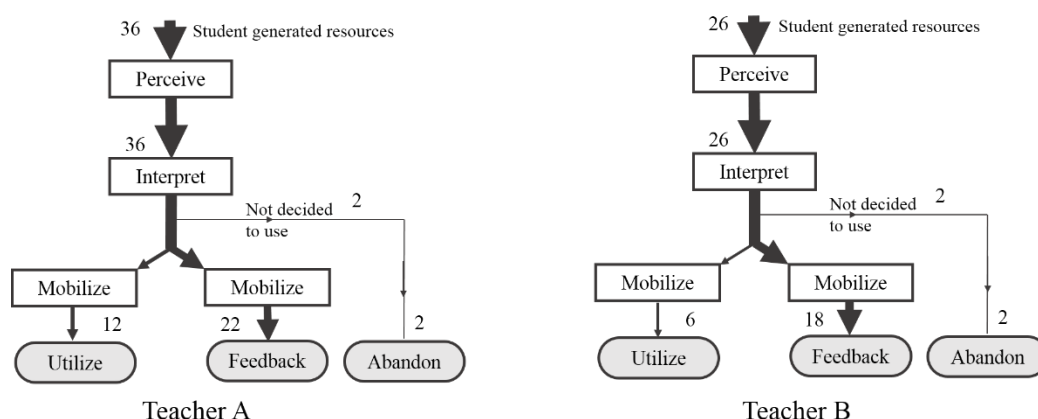 36
Student generated resources
Perceive
36
Interpret
2
Not decided
to use
Mobilize
Mobilize
12
22
2
Utilize
Feedback
Abandon
Teacher A
26
Student generated resources
Perceive
26
Interpret
2
Not decided
to use
Mobilize
Mobilize
6
18
2
Utilize
Feedback
Abandon
Teacher B